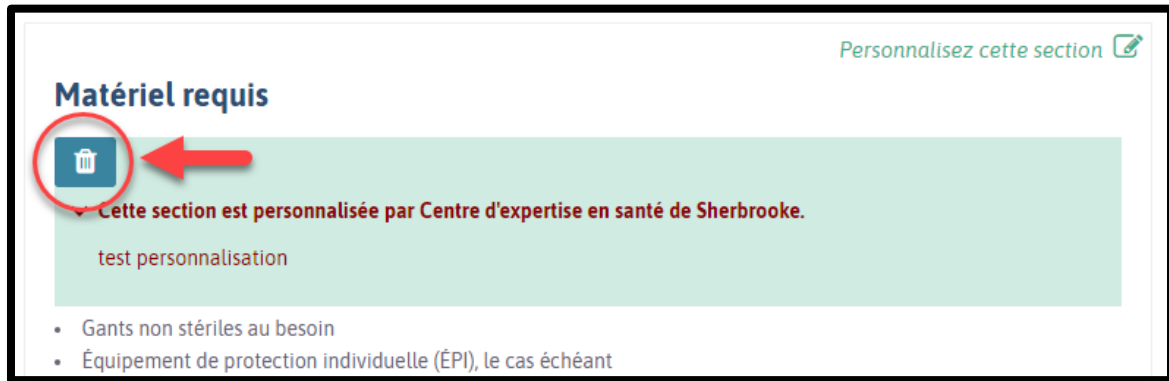 Personnalisez cette section
Matériel requis
Cette section est personnalisée par Centre d'expertise en santé de Sherbrooke.
test personnalisation
• Gants non stériles au besoin
• Équipement de protection individuelle (ÉPI), le cas échéant